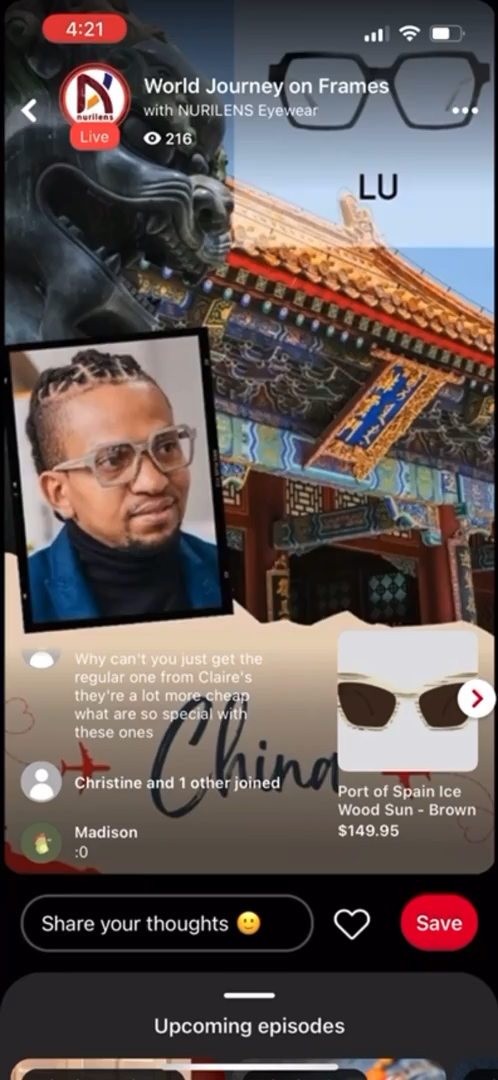 4:21
World Journey on Frames
with NURILENS Eyewear
nurilens
Live
216
LU
Why can't you just get the
regular one from Claire's
they're a lot more cheap
what are so special with
these ones
China
Christine and 1 other joined
Madison
:0
Port of Spain Ice
Wood Sun - Brown
$149.95
Share your thoughts 🙂
Save
Upcoming episodes